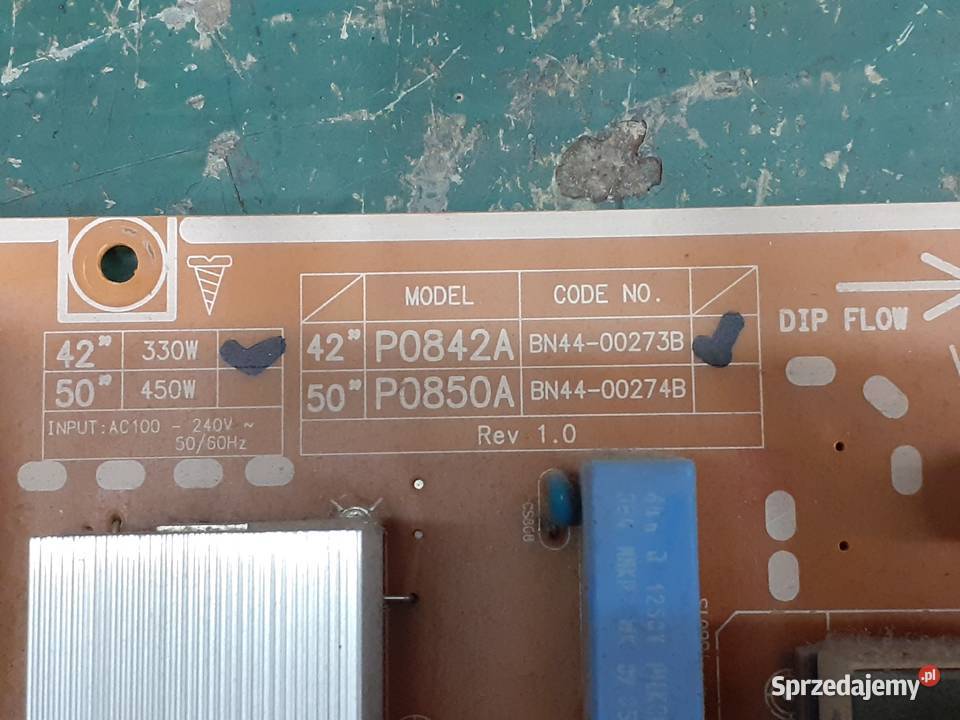 MODEL CODE NO.
42" 330W
50" 450W
INPUT:AC100 - 240V ~
50/60Hz
42" P0842A BN44-00273B
50" P0850A BN44-00274B
Rev 1.0
DIP FLOW
Sprzedajemy.pl